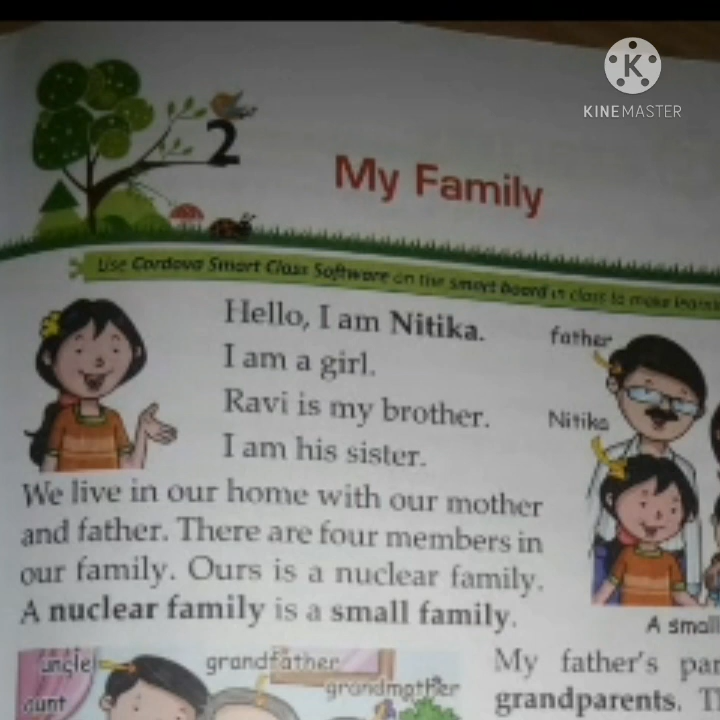 KINEMASTER
2
My Family
Use Cordova Smart Class Software on the smart board in class to make
Hello, I am Nitika.
I am a girl.
Ravi is my brother.
I am his sister.
father
Nitika
We live in our home with our mother
and father. There are four members in
our family. Ours is a nuclear family.
A nuclear family is a small family.
A small
uncle
grandfather
grandmother
aunt
My father's
grandparents.